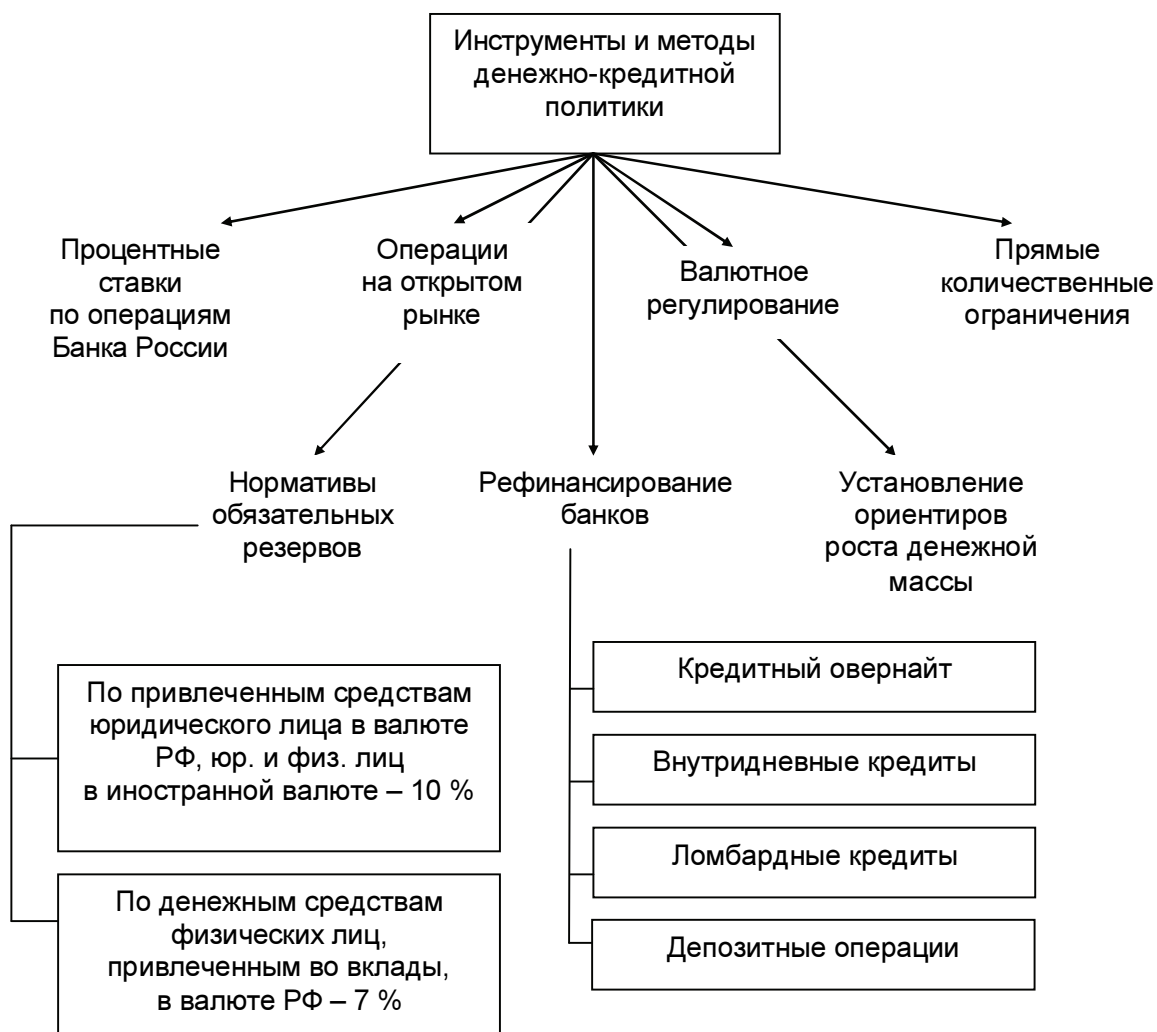 Инструменты и методы
денежно-кредитной
политики
Процентные
ставки
по операциям
Банка России
Операции
на открытом
рынке
Валютное
регулирование
Прямые
количественные
ограничения
Нормативы
обязательных
резервов
Рефинансирование
банков
Установление
ориентиров
роста денежной
массы
По привлеченным средствам
юридического лица в валюте
РФ, юр. и физ. лиц
в иностранной валюте – 10 %
По денежным средствам
физических лиц,
привлеченным во вклады,
в валюте РФ – 7 %
Кредитный овернайт
Внутридневные кредиты
Ломбардные кредиты
Депозитные операции